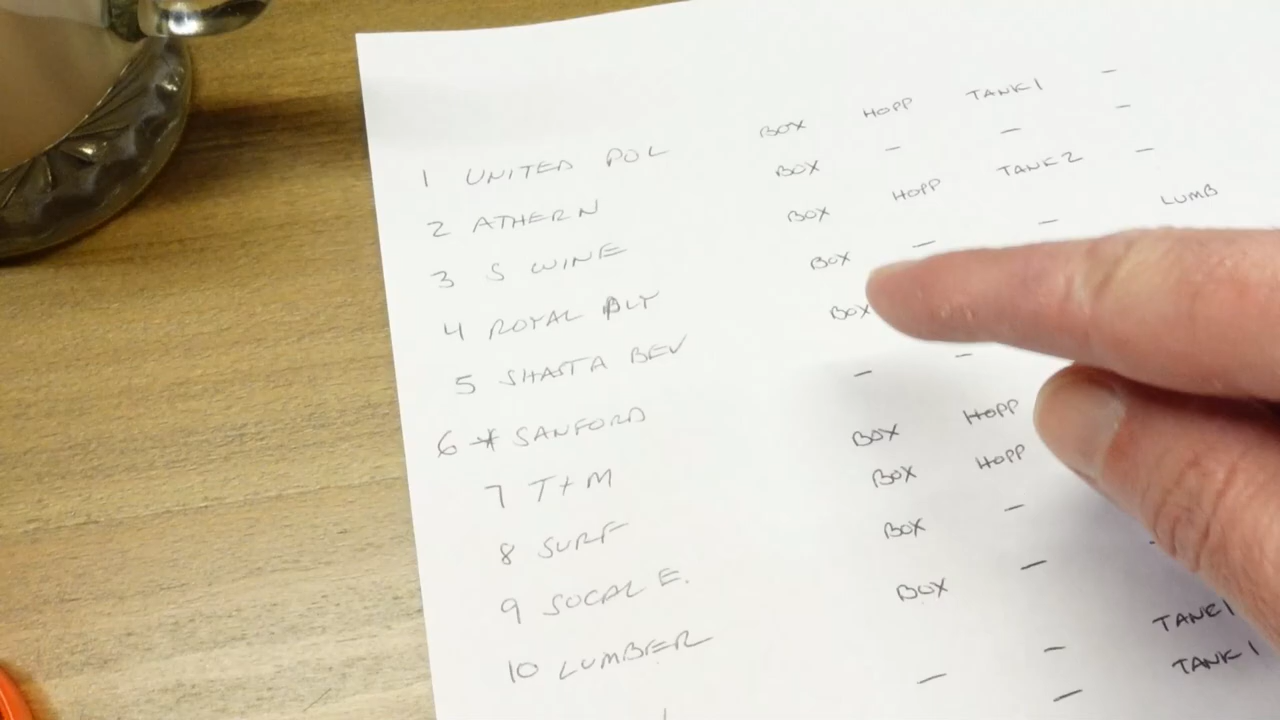 1 UNITED POL BOX HOPP TANK1 —
2 ATHERN BOX — — —
3 S WINE BOX HOPP TANK2 —
4 ROYAL PLY BOX — — LUMB
5 SHASTA BEV BOX
6 * SANFORD — —
7 T+M BOX HOPP
8 SURF BOX HOPP
9 SOCAL E. BOX —
10 LUMBER BOX —
— — TANK1
— TANK1